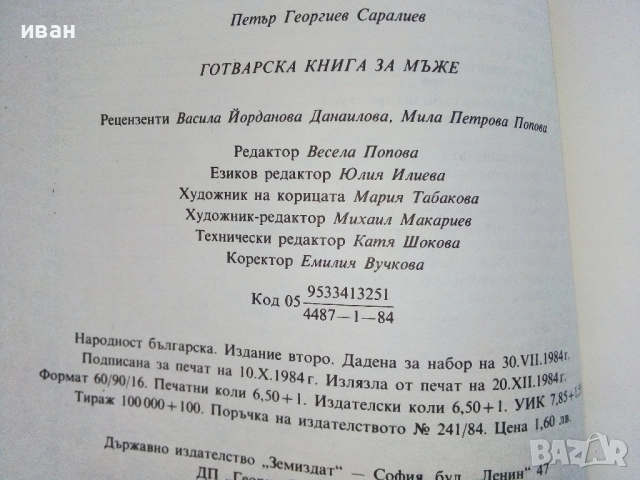 иван
Петър Георгиев Саралиев
ГОТВАРСКА КНИГА ЗА МЪЖЕ
Рецензенти Васила Йорданова Данаилова, Мила Петрова Попова
Редактор Весела Попова
Езиков редактор Юлия Илиева
Художник на корицата Мария Табакова
Художник-редактор Михаил Макариев
Технически редактор Катя Шокова
Коректор Емилия Вучкова
Код 05 9533413251
4487—1—84
Народност българска. Издание второ. Дадена за набор на 30.VII.1984 г.
Подписана за печат на 10.X.1984 г. Излязла от печат на 20.XII.1984 г.
Формат 60/90/16. Печатни коли 6,50+1. Издателски коли 6,50+1. УИК 7,85+
Тираж 100 000+100. Поръчка на издателството № 241/84. Цена 1,60 лв.
Държавно издателство „Земиздат" — София бул. „Ленин" 47
ДП
Bazar.bg